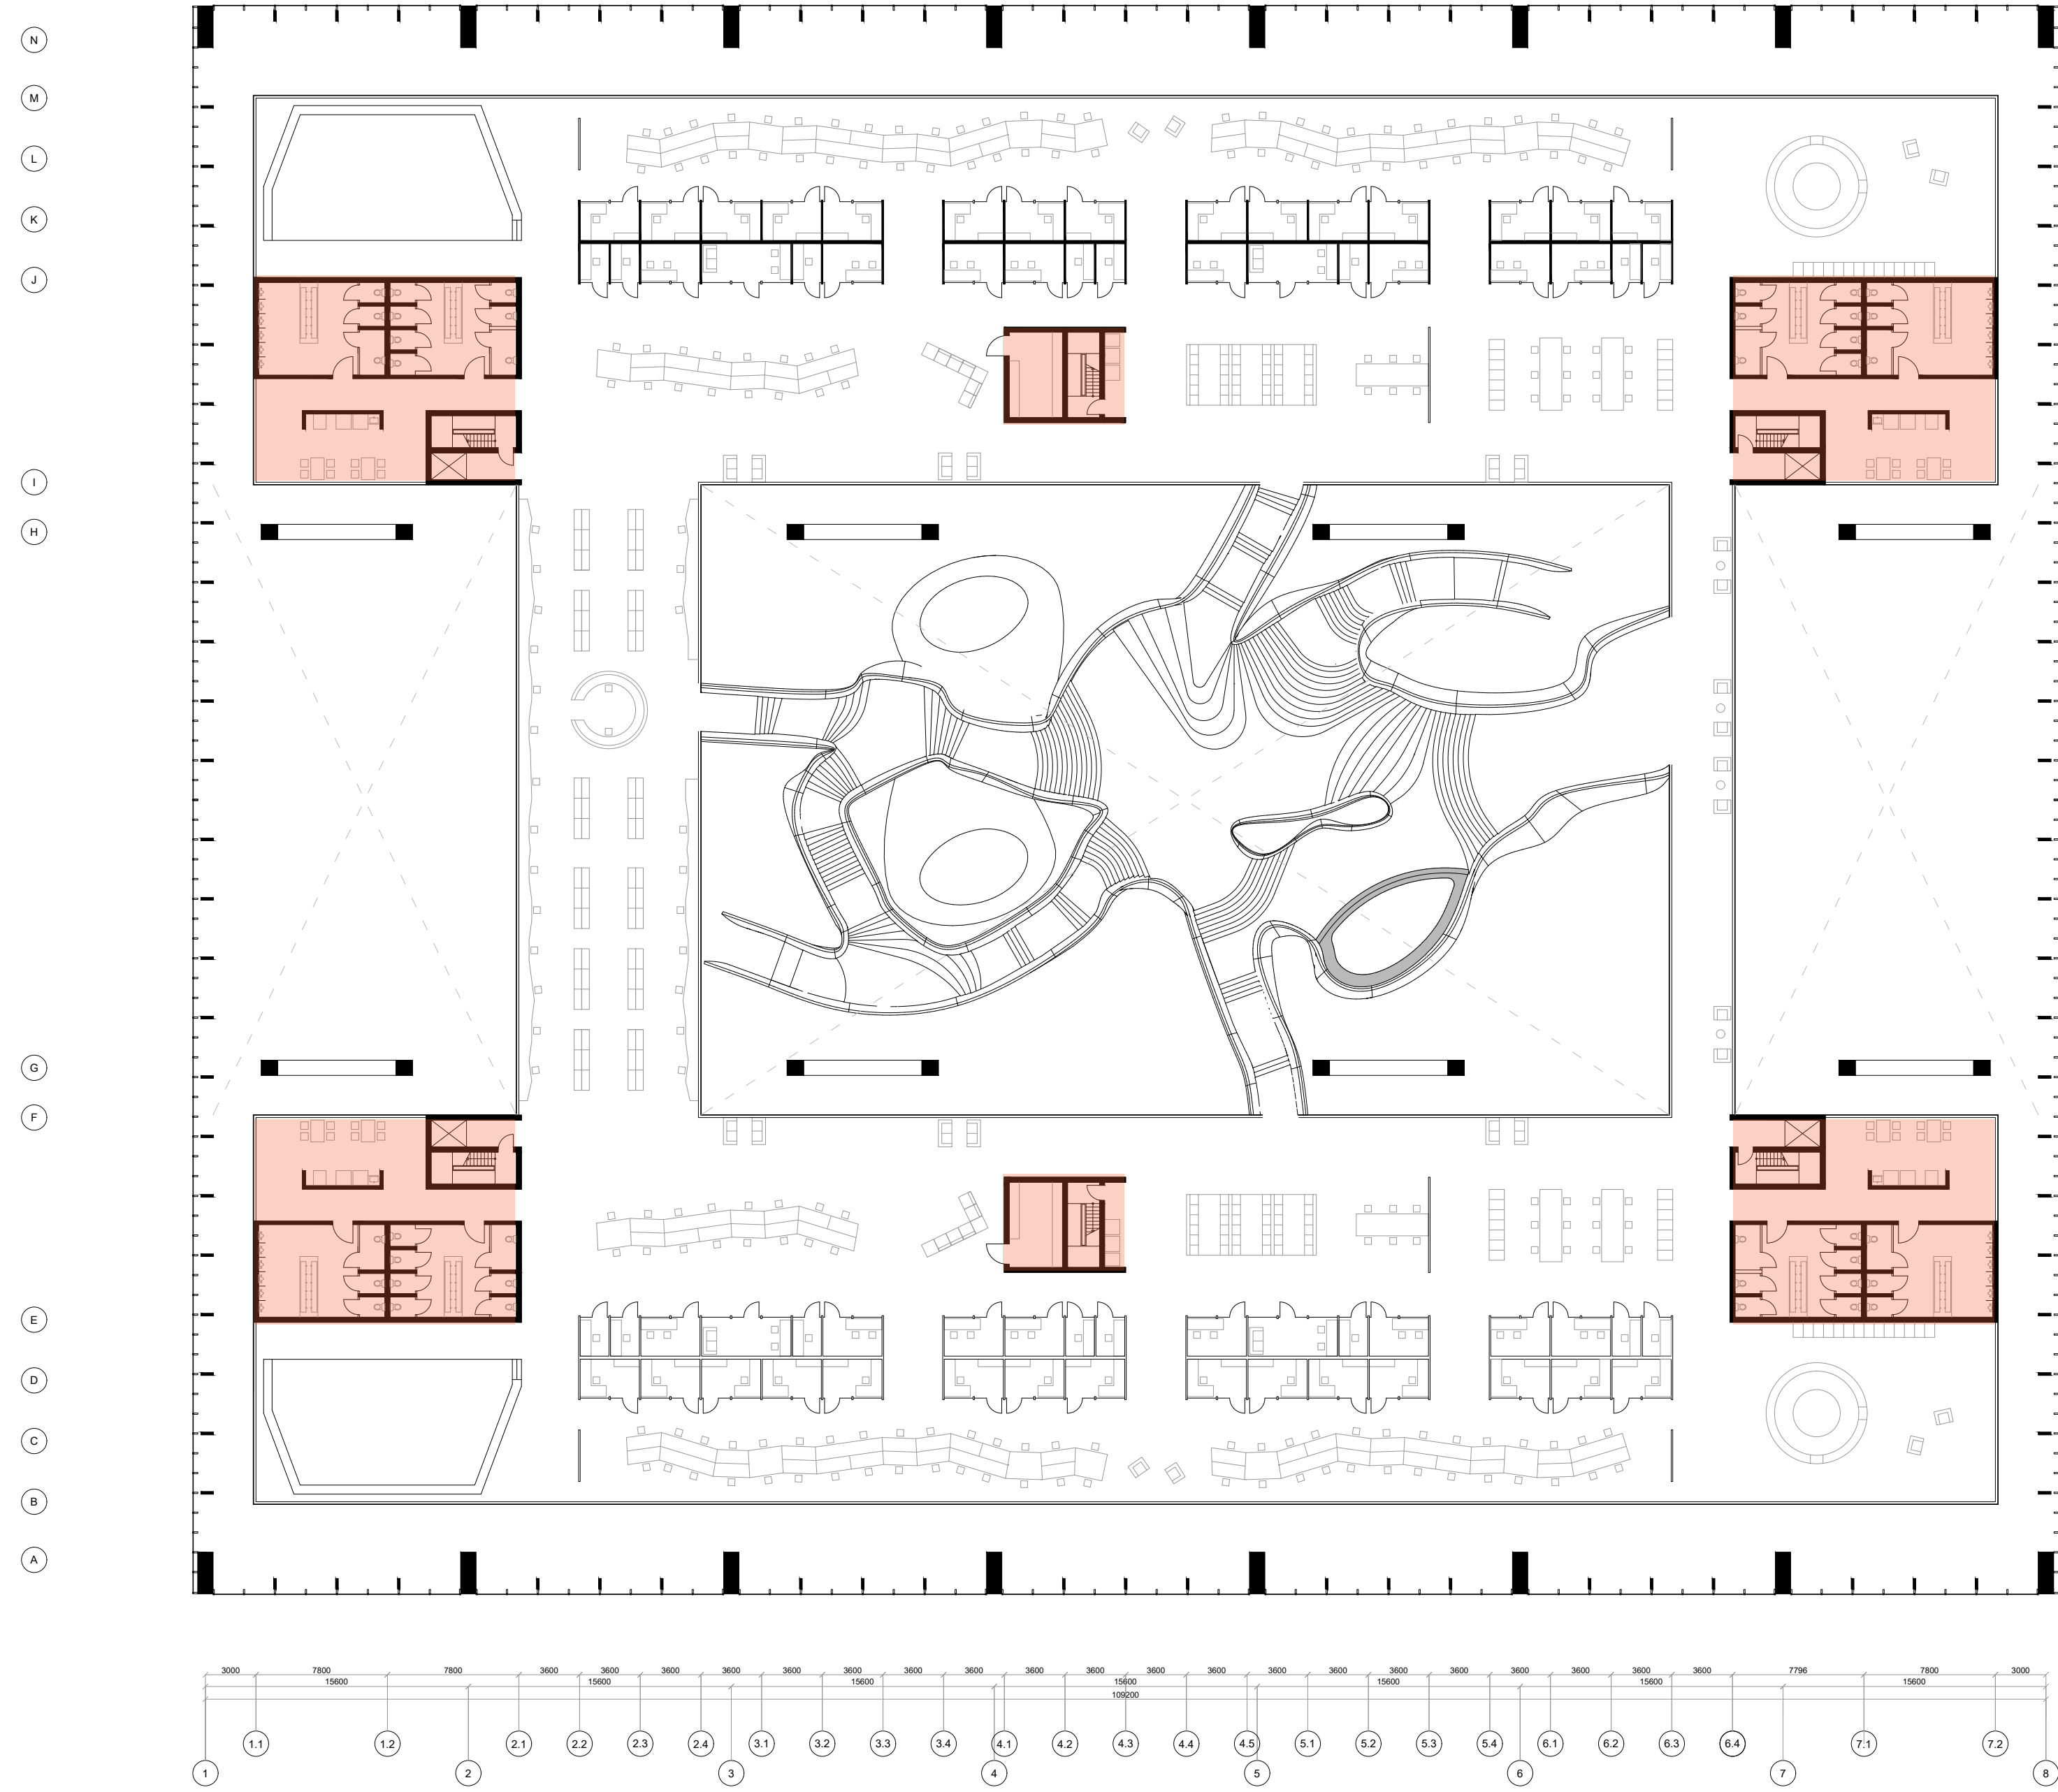 N
M
L
K
J
I
H
G
F
E
D
C
B
A
3000 7800 7800 3600 3600 3600 3600 3600 3600 3600 3600 3600 3600 3600 3600 3600 3600 3600 3600 3600 3600 3600 3600 7796 7800 3000
15600 15600 15600 15600 15600 15600 15600
109200
1.1 1.2 2.1 2.2 2.3 2.4 3.1 3.2 3.3 3.4 4.1 4.2 4.3 4.4 4.5 5.1 5.2 5.3 5.4 6.1 6.2 6.3 6.4 7.1 7.2
1 2 3 4 5 6 7 8